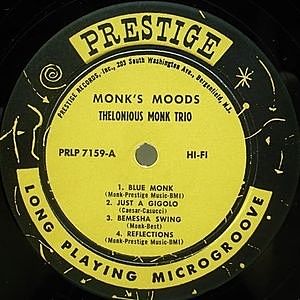 PRESTIGE
PRESTIGE RECORDS, INC., 203 South Washington Ave., Bergenfield, N.J.
MONK'S MOODS
THELONIOUS MONK TRIO
PRLP 7159-A HI-FI
1. BLUE MONK
(Monk-Prestige Music-BMI)
2. JUST A GIGOLO
(Caesar-Casucci)
3. BEMESHA SWING
(Monk-Best)
4. REFLECTIONS
(Monk-Prestige Music-BMI)
LONG PLAYING MICROGROOVE